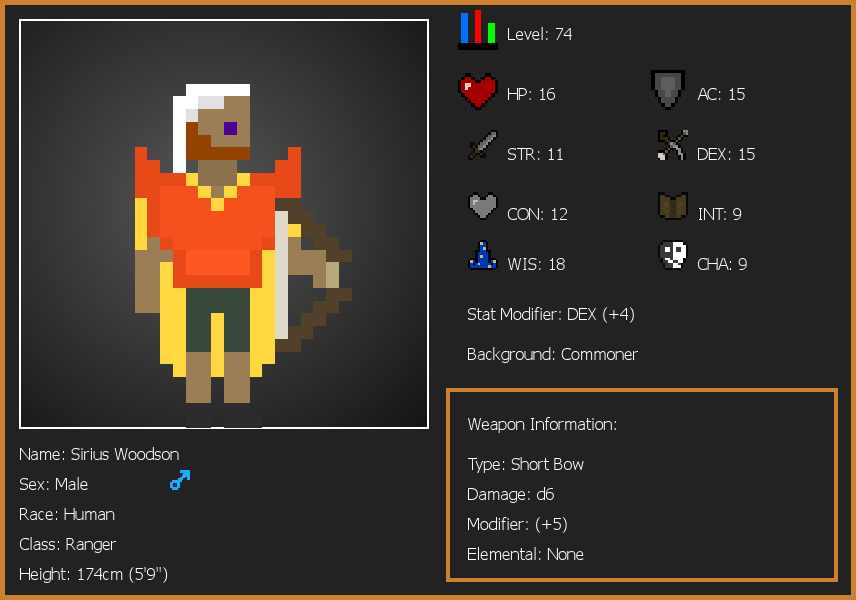 Level: 74
HP: 16
AC: 15
STR: 11
DEX: 15
CON: 12
INT: 9
WIS: 18
CHA: 9
Stat Modifier: DEX (+4)
Background: Commoner
Weapon Information:
Type: Short Bow
Damage: d6
Modifier: (+5)
Elemental: None
Name: Sirius Woodson
Sex: Male
Race: Human
Class: Ranger
Height: 174cm (5'9")